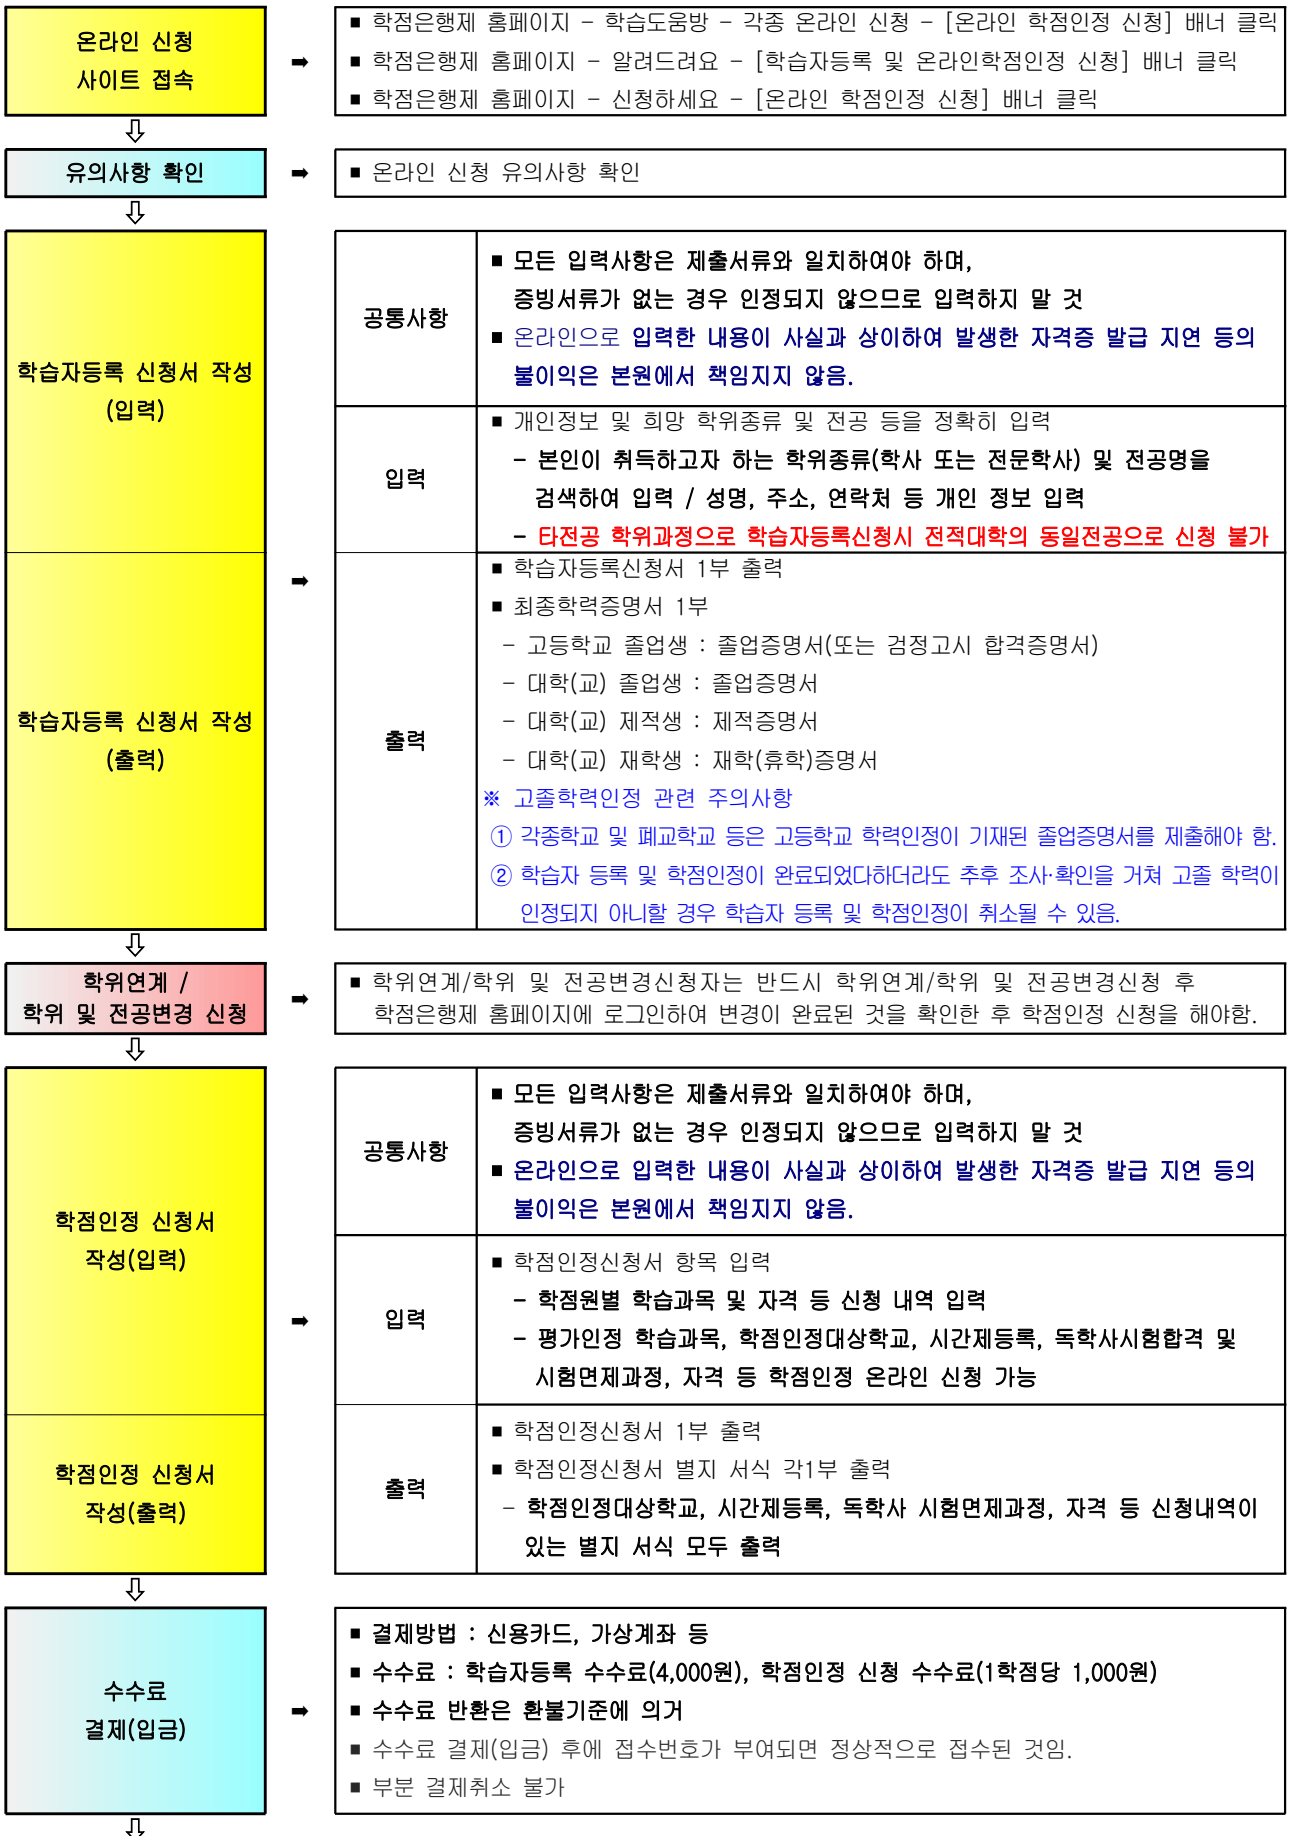 온라인 신청
사이트 접속
➡
▪ 학점은행제 홈페이지 - 학습도움방 - 각종 온라인 신청 - [온라인 학점인정 신청] 배너 클릭
▪ 학점은행제 홈페이지 - 알려드려요 - [학습자등록 및 온라인학점인정 신청] 배너 클릭
▪ 학점은행제 홈페이지 - 신청하세요 - [온라인 학점인정 신청] 배너 클릭
⇩
유의사항 확인
➡
▪ 온라인 신청 유의사항 확인
⇩
학습자등록 신청서 작성
(입력)
학습자등록 신청서 작성
(출력)
➡
공통사항
▪ 모든 입력사항은 제출서류와 일치하여야 하며,
증빙서류가 없는 경우 인정되지 않으므로 입력하지 말 것
▪ 온라인으로 입력한 내용이 사실과 상이하여 발생한 자격증 발급 지연 등의
불이익은 본원에서 책임지지 않음.
입력
▪ 개인정보 및 희망 학위종류 및 전공 등을 정확히 입력
- 본인이 취득하고자 하는 학위종류(학사 또는 전문학사) 및 전공명을
검색하여 입력 / 성명, 주소, 연락처 등 개인 정보 입력
- 타전공 학위과정으로 학습자등록신청시 전적대학의 동일전공으로 신청 불가
출력
▪ 학습자등록신청서 1부 출력
▪ 최종학력증명서 1부
- 고등학교 졸업생 : 졸업증명서(또는 검정고시 합격증명서)
- 대학(교) 졸업생 : 졸업증명서
- 대학(교) 제적생 : 제적증명서
- 대학(교) 재학생 : 재학(휴학)증명서
※ 고졸학력인정 관련 주의사항
① 각종학교 및 폐교학교 등은 고등학교 학력인정이 기재된 졸업증명서를 제출해야 함.
② 학습자 등록 및 학점인정이 완료되었다하더라도 추후 조사·확인을 거쳐 고졸 학력이
인정되지 아니할 경우 학습자 등록 및 학점인정이 취소될 수 있음.
⇩
학위연계 /
학위 및 전공변경 신청
➡
▪ 학위연계/학위 및 전공변경신청자는 반드시 학위연계/학위 및 전공변경신청 후
학점은행제 홈페이지에 로그인하여 변경이 완료된 것을 확인한 후 학점인정 신청을 해야함.
⇩
학점인정 신청서
작성(입력)
학점인정 신청서
작성(출력)
➡
공통사항
▪ 모든 입력사항은 제출서류와 일치하여야 하며,
증빙서류가 없는 경우 인정되지 않으므로 입력하지 말 것
▪ 온라인으로 입력한 내용이 사실과 상이하여 발생한 자격증 발급 지연 등의
불이익은 본원에서 책임지지 않음.
입력
▪ 학점인정신청서 항목 입력
- 학점원별 학습과목 및 자격 등 신청 내역 입력
- 평가인정 학습과목, 학점인정대상학교, 시간제등록, 독학사시험합격 및
시험면제과정, 자격 등 학점인정 온라인 신청 가능
출력
▪ 학점인정신청서 1부 출력
▪ 학점인정신청서 별지 서식 각1부 출력
- 학점인정대상학교, 시간제등록, 독학사 시험면제과정, 자격 등 신청내역이
있는 별지 서식 모두 출력
⇩
수수료
결제(입금)
➡
▪ 결제방법 : 신용카드, 가상계좌 등
▪ 수수료 : 학습자등록 수수료(4,000원), 학점인정 신청 수수료(1학점당 1,000원)
▪ 수수료 반환은 환불기준에 의거
▪ 수수료 결제(입금) 후에 접수번호가 부여되면 정상적으로 접수된 것임.
▪ 부분 결제취소 불가
⇩